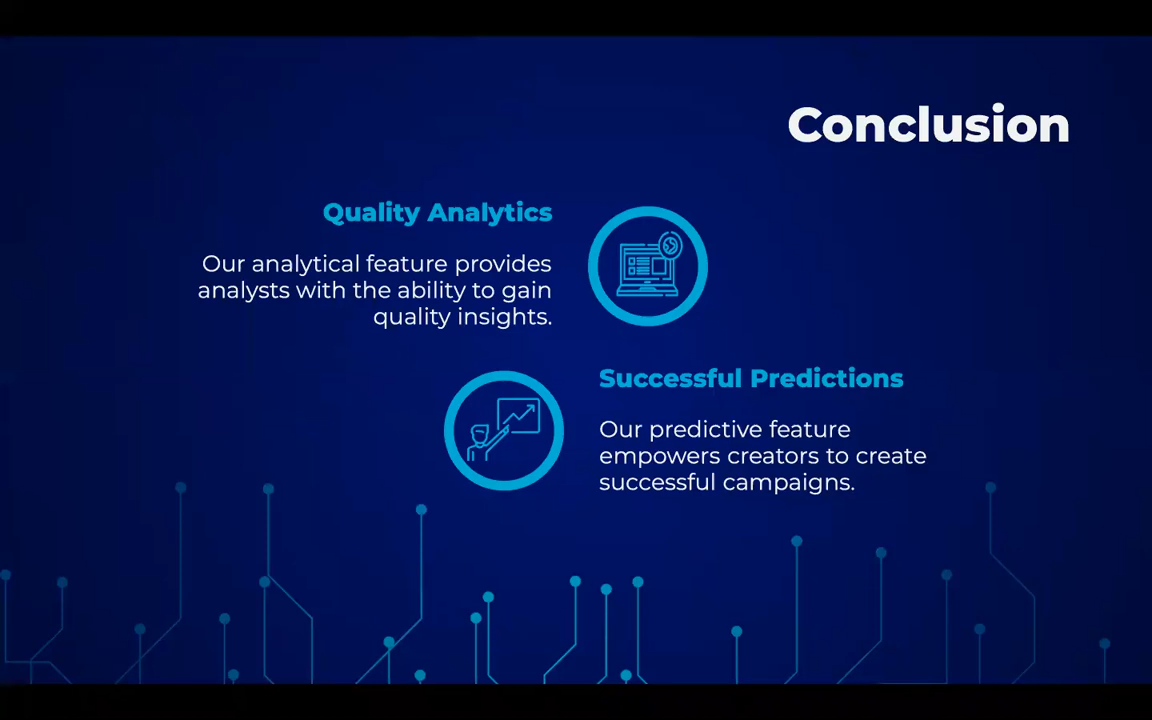 Conclusion
Quality Analytics
Our analytical feature provides
analysts with the ability to gain
quality insights.
Successful Predictions
Our predictive feature
empowers creators to create
successful campaigns.